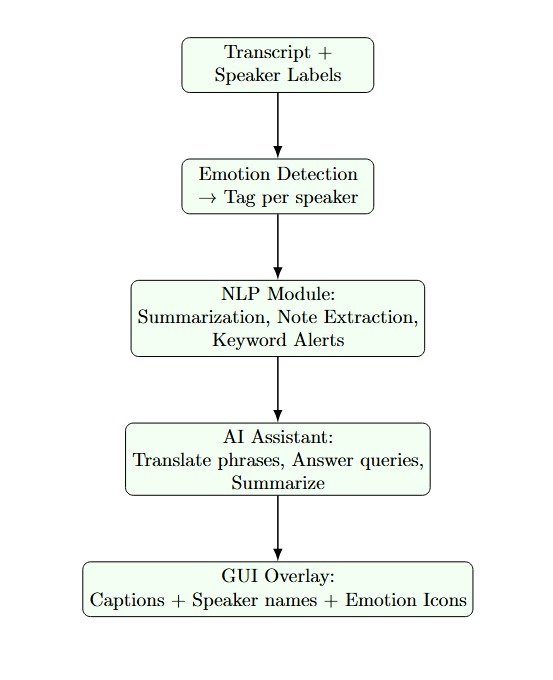 Transcript +
Speaker Labels
Emotion Detection
→ Tag per speaker
NLP Module:
Summarization, Note Extraction,
Keyword Alerts
AI Assistant:
Translate phrases, Answer queries,
Summarize
GUI Overlay:
Captions + Speaker names + Emotion Icons